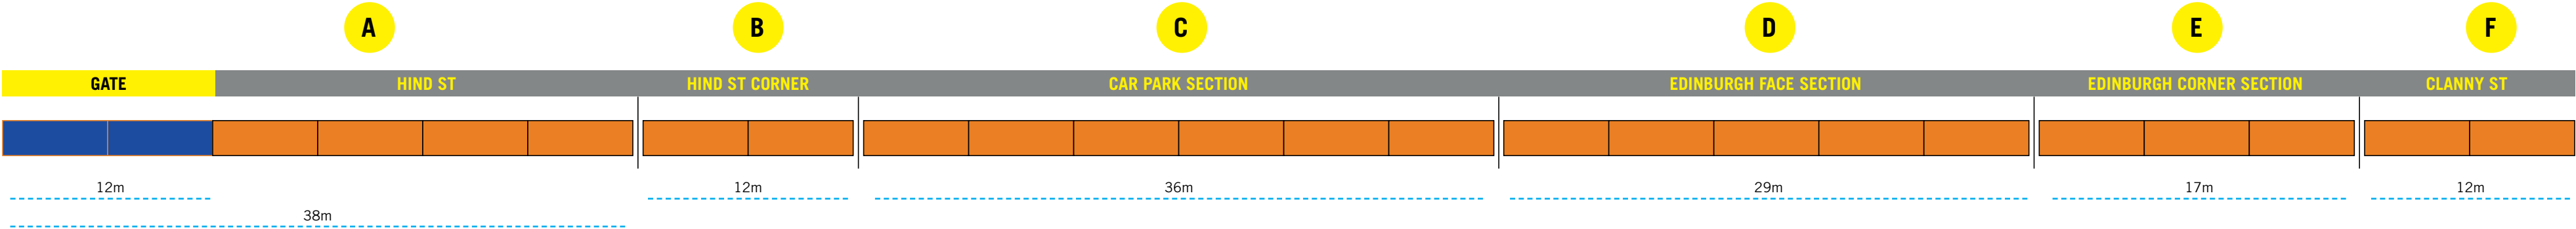 A B C D E F
GATE HIND ST HIND ST CORNER CAR PARK SECTION EDINBURGH FACE SECTION EDINBURGH CORNER SECTION CLANNY ST
12m 12m 36m 29m 17m 12m
38m